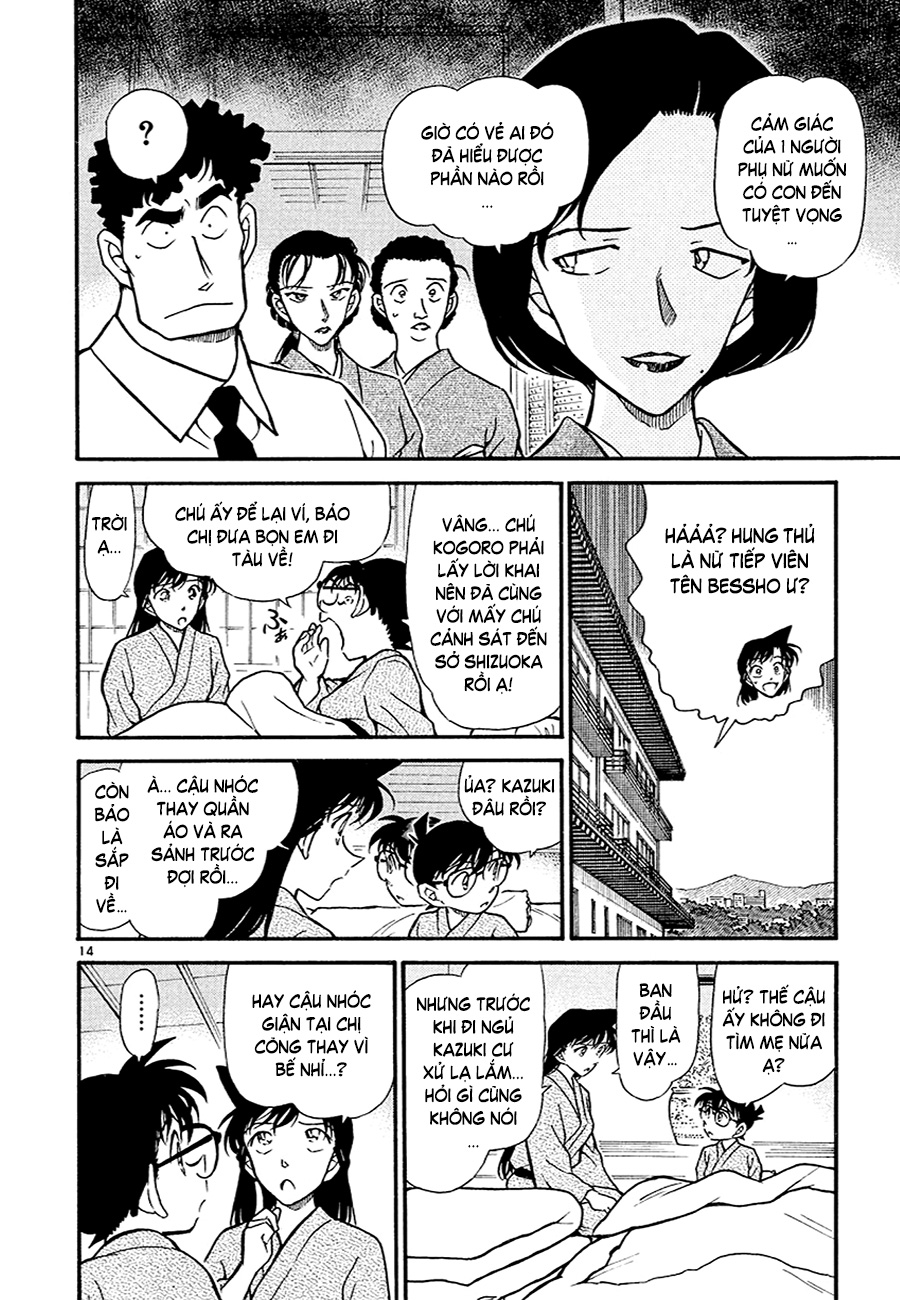 CẢM GIÁC
CỦA 1 NGƯỜI
PHỤ NỮ MUỐN
CÓ CON ĐẾN
TUYỆT VỌNG
...
GIỜ CÓ VẺ AI ĐÓ
ĐÃ HIỂU ĐƯỢC
PHẦN NÀO RỒI
...
?
HẢẢẢ? HUNG THỦ
LÀ NỮ TIẾP VIÊN
TÊN BESSHO Ư?
VÂNG... CHÚ
KOGORO PHẢI
LẤY LỜI KHAI
NÊN ĐÃ CÙNG
VỚI MẤY CHÚ
CẢNH SÁT ĐẾN
SỞ SHIZUOKA
RỒI Ạ!
CHÚ ẤY ĐỂ LẠI VÍ, BẢO
CHỊ ĐƯA BỌN EM ĐI
TÀU VỀ!
ふぁ
TRỜI
Ạ...
ỦA? KAZUKI
ĐÂU RỒI?
À... CẬU NHÓC
THAY QUẦN
ÁO VÀ RA
SẢNH TRƯỚC
ĐỢI RỒI...
CÒN
BẢO
LÀ
SẮP
ĐI
VỀ...
14
HỬ? THẾ CẬU
ẤY KHÔNG ĐI
TÌM MẸ NỮA
Ạ?
BAN
ĐẦU
THÌ LÀ
VẬY...
NHƯNG TRƯỚC
KHI ĐI NGỦ
KAZUKI CƯ
XỬ LẠ LẮM...
HỎI GÌ CŨNG
KHÔNG NÓI
...
HAY CẬU NHÓC
GIẬN TẠI CHỊ
CÕNG THAY VÌ
BẾ NHỈ...?
......